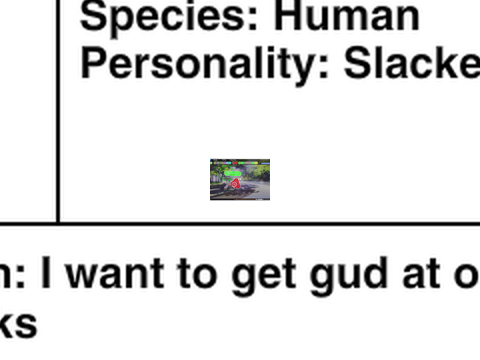 Species: Human
Personality: Slacke
n: I want to get gud at o
ks